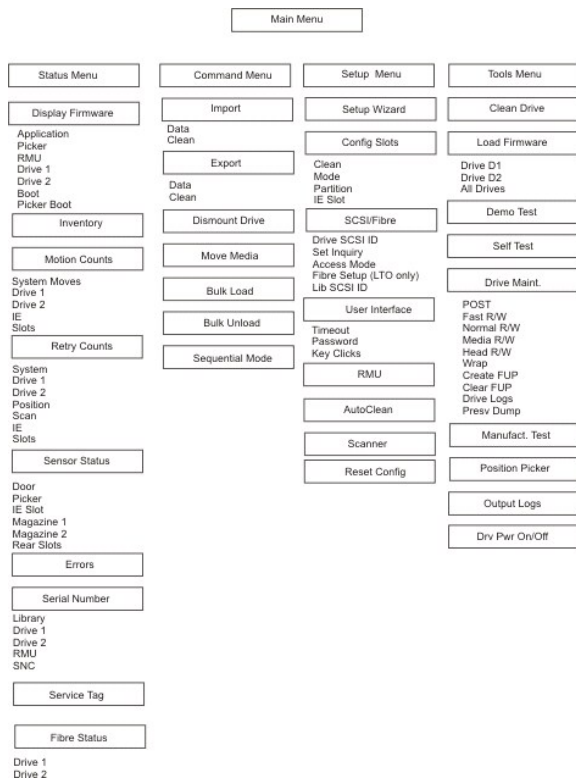 Main Menu
Status Menu
Display Firmware
Application
Picker
RMU
Drive 1
Drive 2
Boot
Picker Boot
Inventory
Motion Counts
System Moves
Drive 1
Drive 2
IE
Slots
Retry Counts
System
Drive 1
Drive 2
Position
Scan
IE
Slots
Sensor Status
Door
Picker
IE Slot
Magazine 1
Magazine 2
Rear Slots
Errors
Serial Number
Library
Drive 1
Drive 2
RMU
SNC
Service Tag
Fibre Status
Drive 1
Drive 2
Command Menu
Import
Data
Clean
Export
Data
Clean
Dismount Drive
Move Media
Bulk Load
Bulk Unload
Sequential Mode
Setup Menu
Setup Wizard
Config Slots
Clean
Mode
Partition
IE Slot
SCSI/Fibre
Drive SCSI ID
Set Inquiry
Access Mode
Fibre Setup (LTO only)
Lib SCSI ID
User Interface
Timeout
Password
Key Clicks
RMU
AutoClean
Scanner
Reset Config
Tools Menu
Clean Drive
Load Firmware
Drive D1
Drive D2
All Drives
Demo Test
Self Test
Drive Maint.
POST
Fast R/W
Normal R/W
Media R/W
Head R/W
Wrap
Create FUP
Clear FUP
Drive Logs
Presv Dump
Manufact. Test
Position Picker
Output Logs
Drv Pwr On/Off